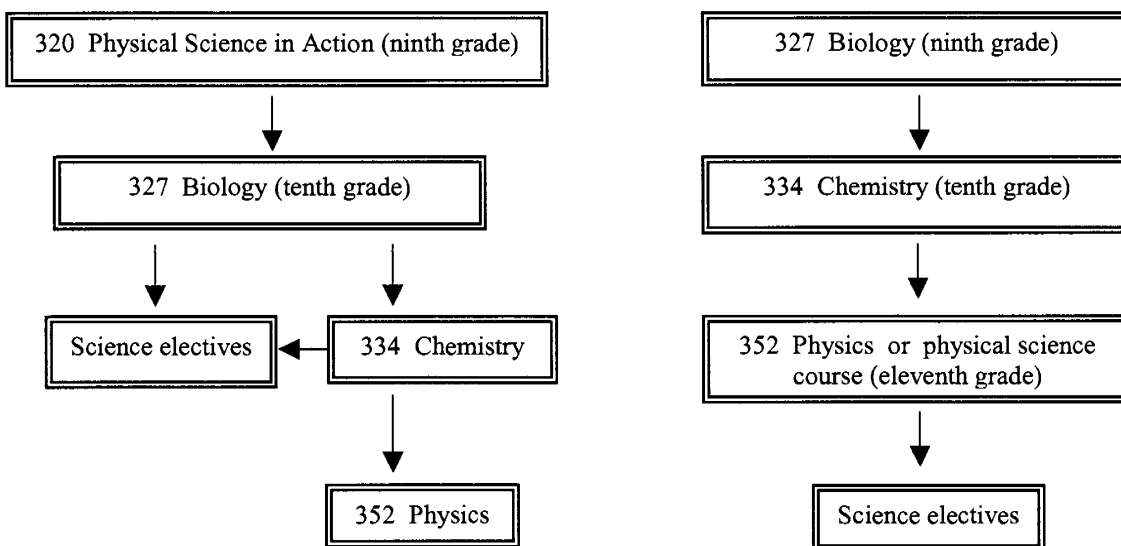 320 Physical Science in Action (ninth grade)
327 Biology (tenth grade)
Science electives
334 Chemistry
352 Physics
327 Biology (ninth grade)
334 Chemistry (tenth grade)
352 Physics or physical science
course (eleventh grade)
Science electives